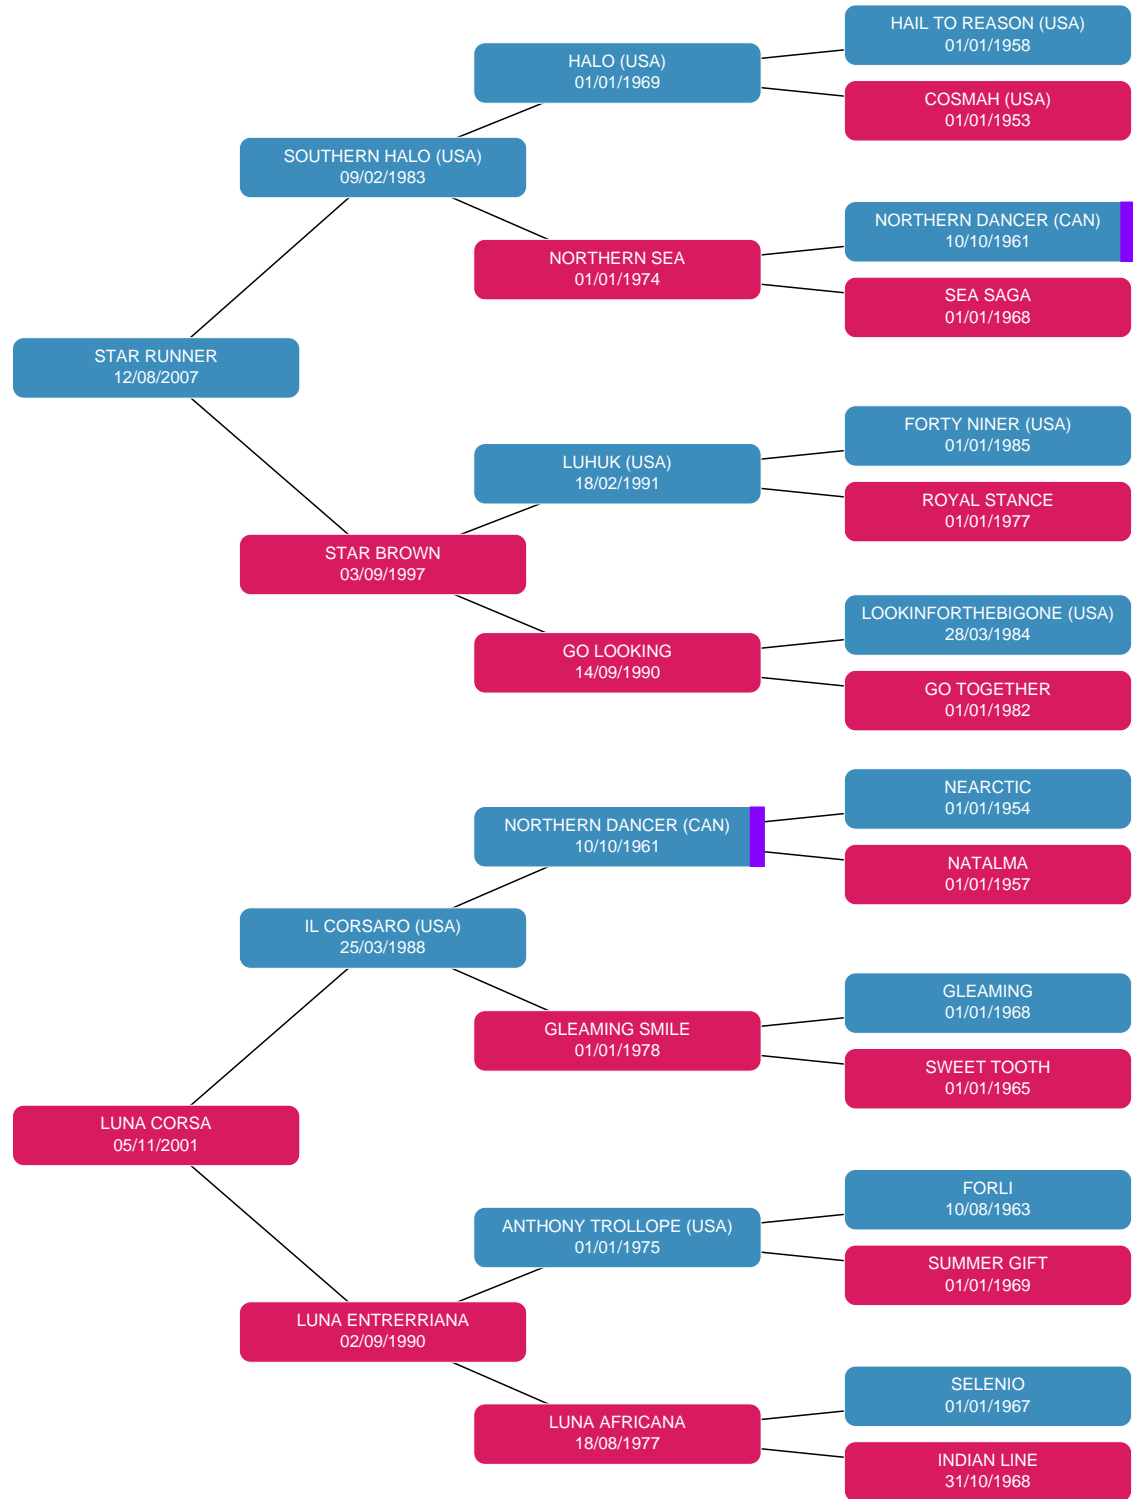 HAIL TO REASON (USA)
01/01/1958
HALO (USA)
01/01/1969
COSMAH (USA)
01/01/1953
SOUTHERN HALO (USA)
09/02/1983
NORTHERN DANCER (CAN)
10/10/1961
NORTHERN SEA
01/01/1974
SEA SAGA
01/01/1968
STAR RUNNER
12/08/2007
FORTY NINER (USA)
01/01/1985
LUHUK (USA)
18/02/1991
ROYAL STANCE
01/01/1977
STAR BROWN
03/09/1997
LOOKINFORTHEBIGONE (USA)
28/03/1984
GO LOOKING
14/09/1990
GO TOGETHER
01/01/1982
NEARCTIC
01/01/1954
NORTHERN DANCER (CAN)
10/10/1961
NATALMA
01/01/1957
IL CORSARO (USA)
25/03/1988
GLEAMING
01/01/1968
GLEAMING SMILE
01/01/1978
SWEET TOOTH
01/01/1965
LUNA CORSA
05/11/2001
FORLI
10/08/1963
ANTHONY TROLLOPE (USA)
01/01/1975
SUMMER GIFT
01/01/1969
LUNA ENTRERRIANA
02/09/1990
SELENIO
01/01/1967
LUNA AFRICANA
18/08/1977
INDIAN LINE
31/10/1968